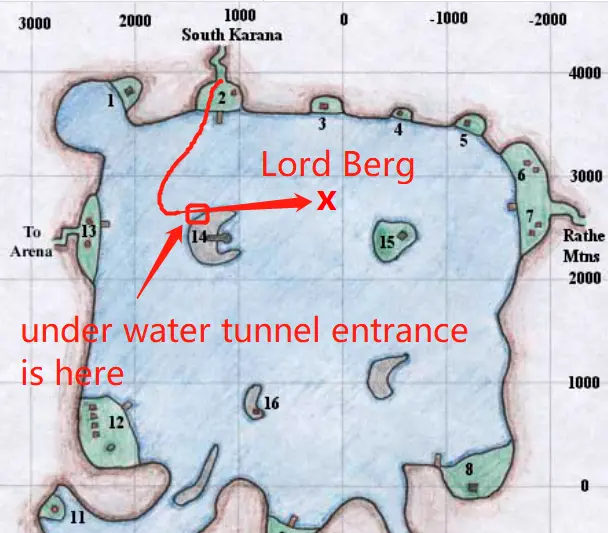 3000 2000 1000 0 -1000 -2000
South Karana
4000
1
2
3
4
5
Lord Berg
X
3000
6
7
13
14
15
To
Arena
Rathe
Mtns
2000
under water tunnel entrance
is here
1000
16
12
8
0
11